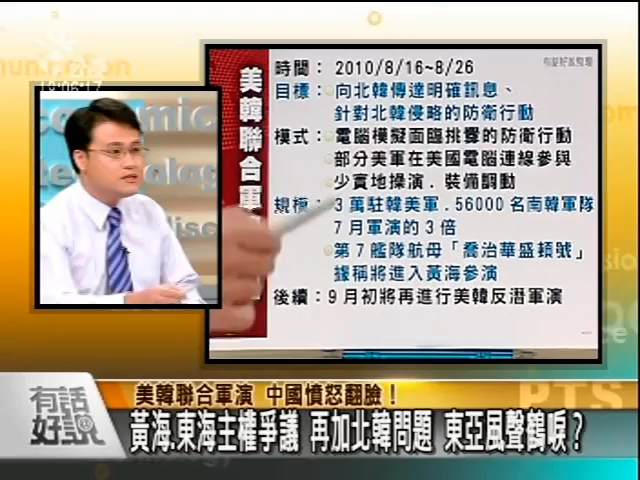 18:06:17
美韓聯合軍
時間： 2010/8/16~8/26
目標：向北韓傳達明確訊息、
針對北韓侵略的防衛行動
模式：電腦模擬面臨挑釁的防衛行動
部分美軍在美國電腦連線參與
少實地操演．裝備調動
規模：3萬駐韓美軍．56000名南韓軍隊
7月軍演的3倍
第7艦隊航母「喬治華盛頓號」
據稱將進入黃海參演
後續：9月初將再進行美韓反潛軍演
有話好說
PTS
美韓聯合軍演 中國憤怒翻臉！
黃海.東海主權爭議 再加北韓問題 東亞風聲鶴唳？